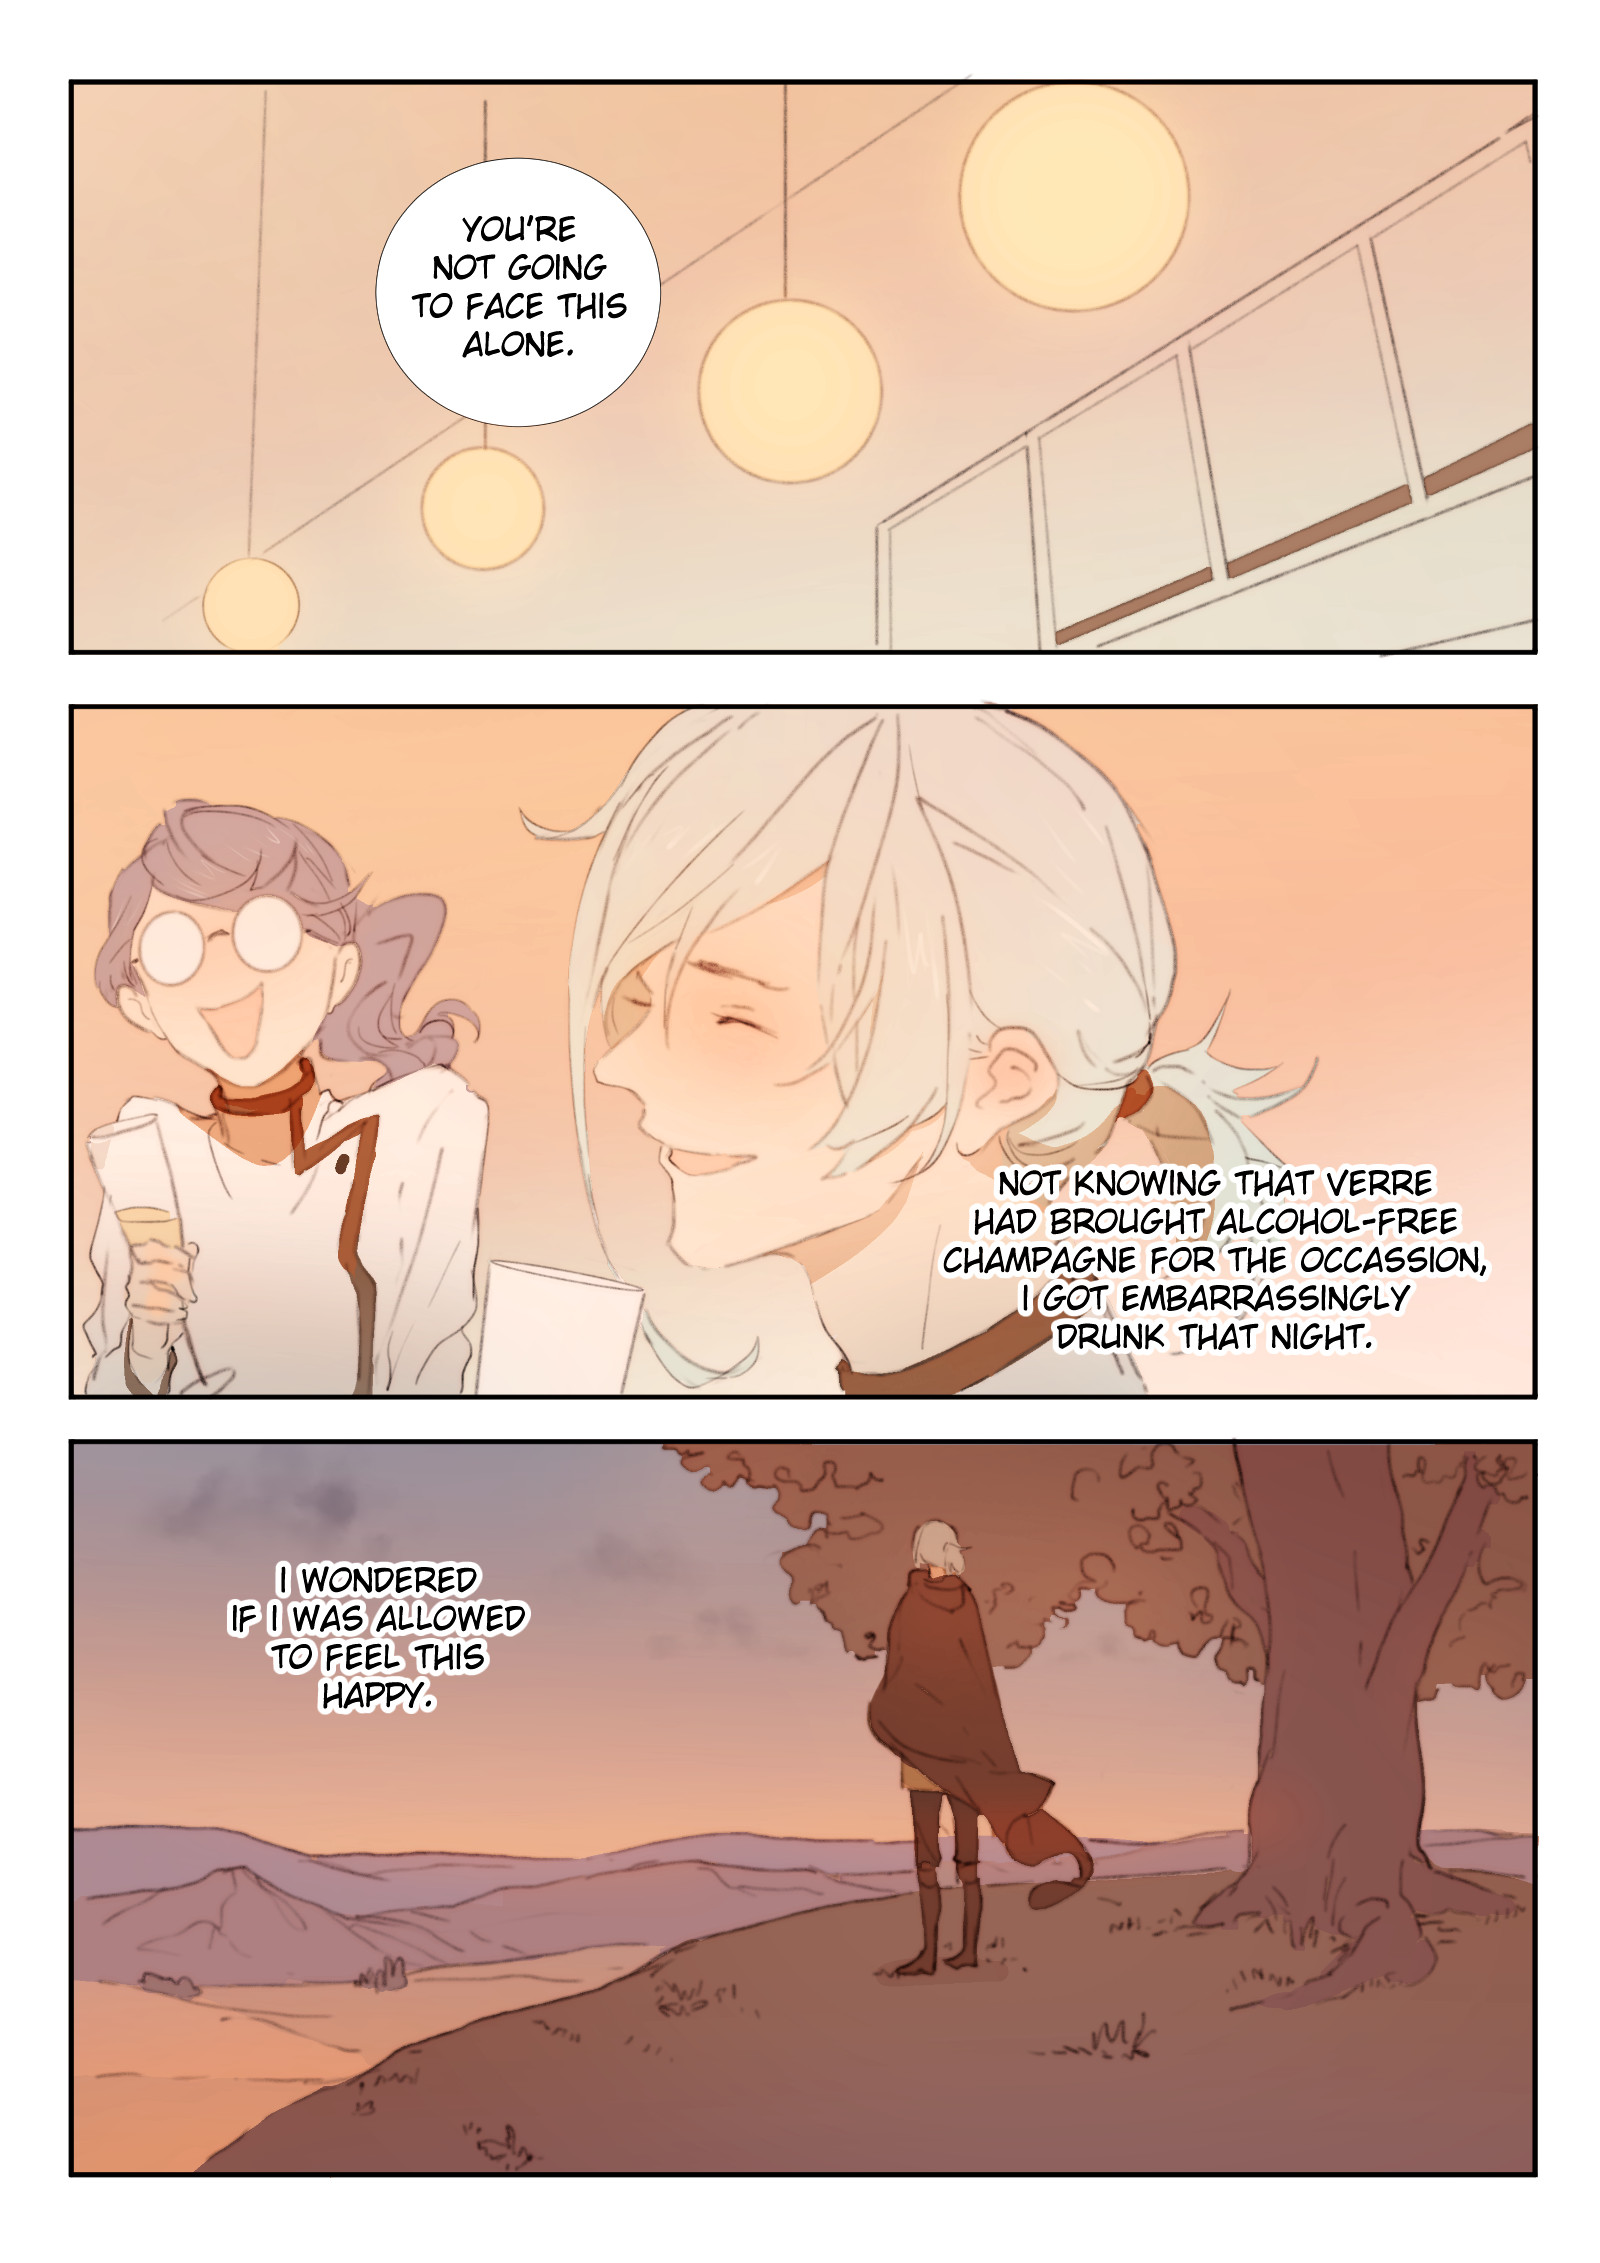 YOU'RE
NOT GOING
TO FACE THIS
ALONE.
NOT KNOWING THAT VERRE
HAD BROUGHT ALCOHOL-FREE
CHAMPAGNE FOR THE OCCASSION,
I GOT EMBARRASSINGLY
DRUNK THAT NIGHT.
I WONDERED
IF I WAS ALLOWED
TO FEEL THIS
HAPPY.